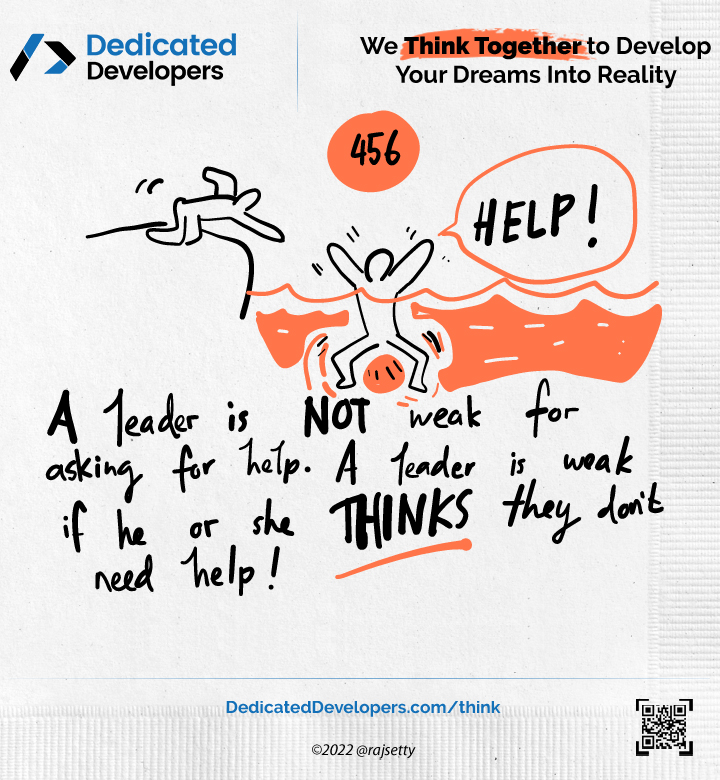 Dedicated
Developers
We Think Together to Develop
Your Dreams Into Reality
456
HELP!
A leader is NOT weak for
asking for help. A leader is weak
if he or she THINKS they don't
need help!
DedicatedDevelopers.com/think
©2022 @rajsetty